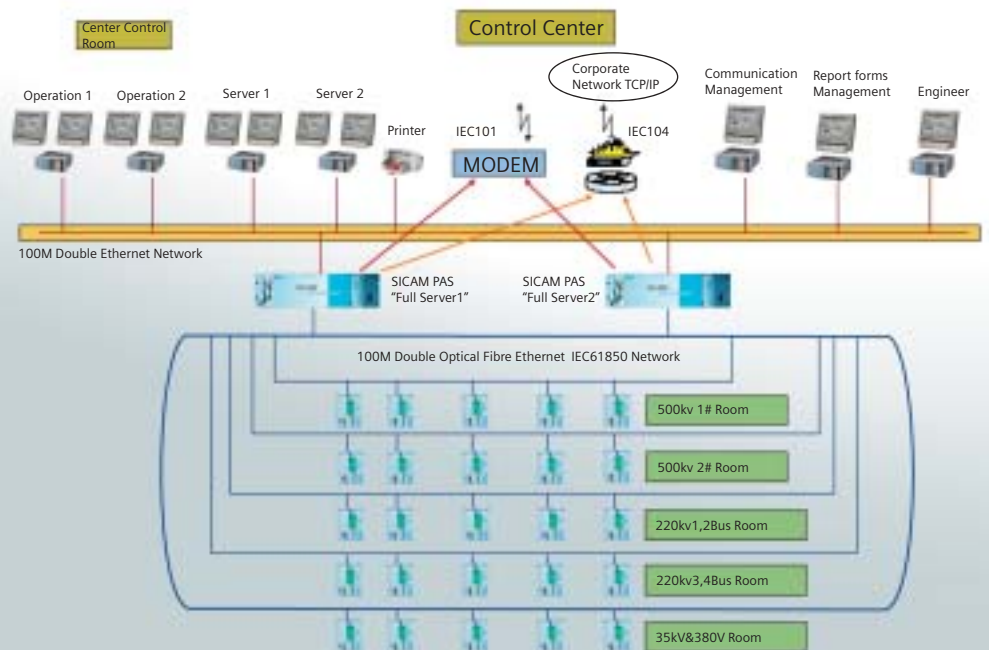 Center Control
Room
Control Center
Corporate
Network TCP/IP
Communication
Management
Report forms
Management
Engineer
Operation 1
Operation 2
Server 1
Server 2
Printer
IEC101
IEC104
MODEM
100M Double Ethernet Network
SICAM PAS
“Full Server1”
SICAM PAS
“Full Server2”
100M Double Optical Fibre Ethernet IEC61850 Network
500kv 1# Room
500kv 2# Room
220kv1,2Bus Room
220kv3,4Bus Room
35kV&380V Room